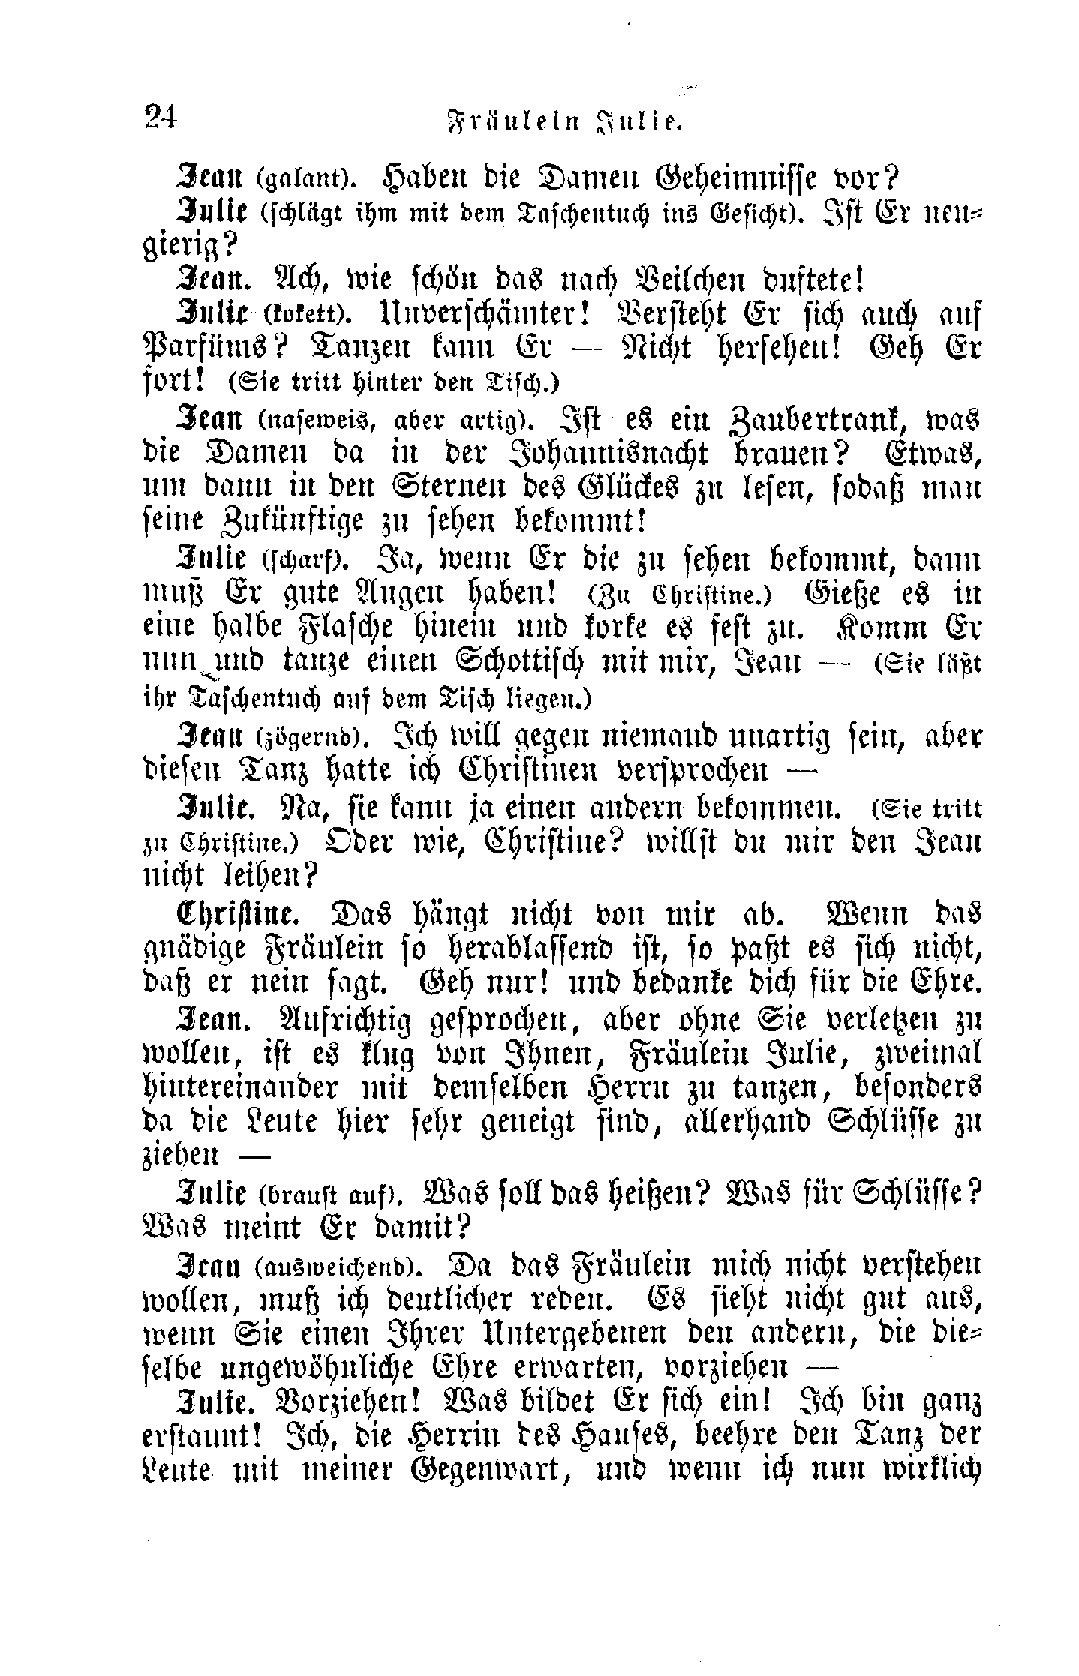 24 Fräulein Julie.
Jean (galant). Haben die Damen Geheimnisse vor?
Julie (schlägt ihm mit dem Taschentuch ins Gesicht). Ist Er neu-
gierig?
Jean. Ach, wie schön das nach Veilchen duftete!
Julie (kokett). Unverschämter! Versteht Er sich auch auf
Parfüms? Tanzen kann Er — Nicht hersehen! Geh Er
fort! (Sie tritt hinter den Tisch.)
Jean (naseweis, aber artig). Ist es ein Zaubertrank, was
die Damen da in der Johannisnacht brauen? Etwas,
um dann in den Sternen des Glückes zu lesen, sodaß man
seine Zukünftige zu sehen bekommt!
Julie (scharf). Ja, wenn Er die zu sehen bekommt, dann
muß Er gute Augen haben! (Zu Christine.) Gieße es in
eine halbe Flasche hinein und korke es fest zu. Komm Er
nun und tanze einen Schottisch mit mir, Jean — (Sie läßt
ihr Taschentuch auf dem Tisch liegen.)
Jean (zögernd). Ich will gegen niemand unartig sein, aber
diesen Tanz hatte ich Christinen versprochen —
Julie. Na, sie kann ja einen andern bekommen. (Sie tritt
zu Christine.) Oder wie, Christine? willst du mir den Jean
nicht leihen?
Christine. Das hängt nicht von mir ab. Wenn das
gnädige Fräulein so herablassend ist, so paßt es sich nicht,
daß er nein sagt. Geh nur! und bedanke dich für die Ehre.
Jean. Aufrichtig gesprochen, aber ohne Sie verletzen zu
wollen, ist es klug von Ihnen, Fräulein Julie, zweimal
hintereinander mit demselben Herrn zu tanzen, besonders
da die Leute hier sehr geneigt sind, allerhand Schlüsse zu
ziehen —
Julie (braust auf). Was soll das heißen? Was für Schlüsse?
Was meint Er damit?
Jean (ausweichend). Da das Fräulein mich nicht verstehen
wollen, muß ich deutlicher reden. Es sieht nicht gut aus,
wenn Sie einen Ihrer Untergebenen den andern, die die-
selbe ungewöhnliche Ehre erwarten, vorziehen —
Julie. Vorziehen! Was bildet Er sich ein! Ich bin ganz
erstaunt! Ich, die Herrin des Hauses, beehre den Tanz der
Leute mit meiner Gegenwart, und wenn ich nun wirklich